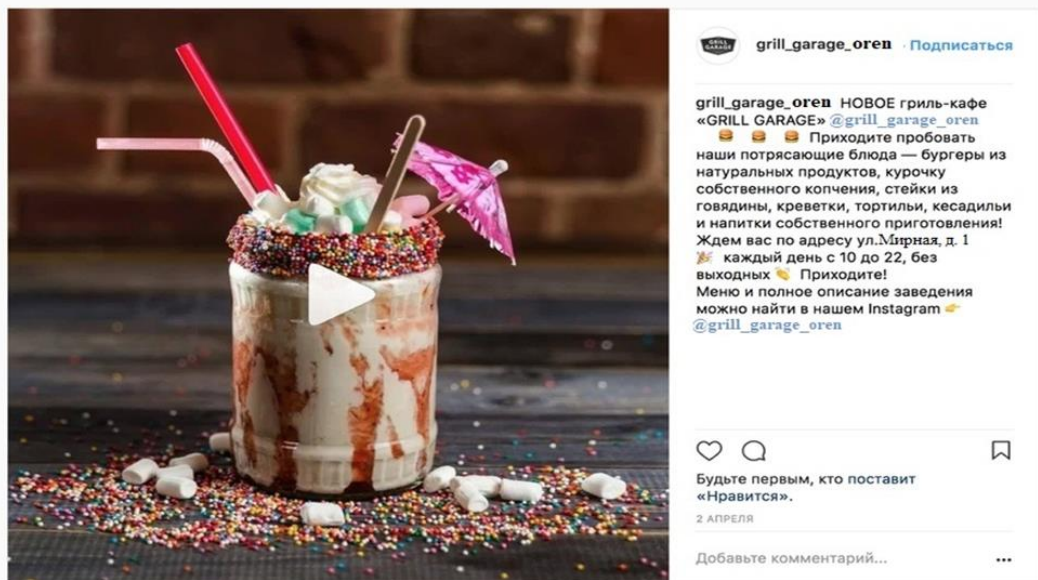 GRILL
GARAGE
grill_garage_oren · Подписаться
grill_garage_oren НОВОЕ гриль-кафе
«GRILL GARAGE» @grill_garage_oren
🍔 🍔 🍔 Приходите пробовать
наши потрясающие блюда — бургеры из
натуральных продуктов, курочку
собственного копчения, стейки из
говядины, креветки, тортильи, кесадильи
и напитки собственного приготовления!
Ждем вас по адресу ул.Мирная, д. 1
🎉 каждый день с 10 до 22, без
выходных 👏 Приходите!
Меню и полное описание заведения
можно найти в нашем Instagram 👉
@grill_garage_oren
Будьте первым, кто поставит
«Нравится».
2 АПРЕЛЯ
Добавьте комментарий...